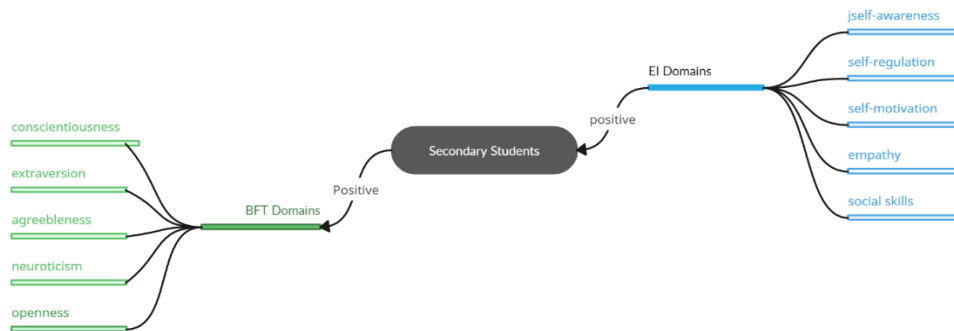 jself-awareness
EI Domains
self-regulation
positive
self-motivation
conscientiousness
Secondary Students
empathy
extraversion
Positive
social skills
BFT Domains
agreebleness
neuroticism
openness